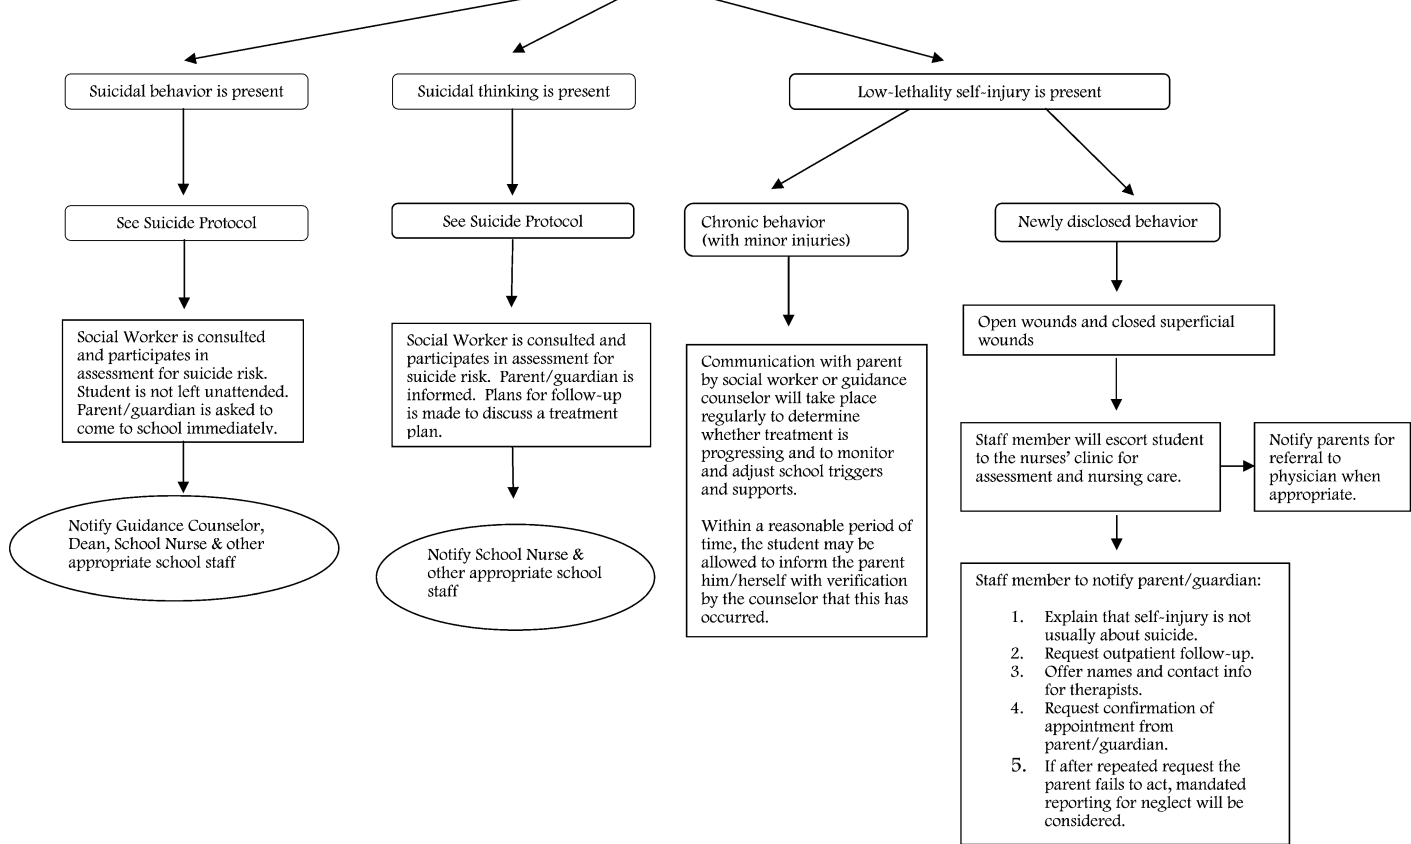 Suicidal behavior is present
Suicidal thinking is present
Low-lethality self-injury is present
See Suicide Protocol
See Suicide Protocol
Chronic behavior
(with minor injuries)
Newly disclosed behavior
Social Worker is consulted
and participates in
assessment for suicide risk.
Student is not left unattended.
Parent/guardian is asked to
come to school immediately.
Social Worker is consulted and
participates in assessment for
suicide risk.  Parent/guardian is
informed.  Plans for follow-up
is made to discuss a treatment
plan.
Communication with parent
by social worker or guidance
counselor will take place
regularly to determine
whether treatment is
progressing and to monitor
and adjust school triggers
and supports.
Within a reasonable period of
time, the student may be
allowed to inform the parent
him/herself with verification
by the counselor that this has
occurred.
Open wounds and closed superficial
wounds
Staff member will escort student
to the nurses' clinic for
assessment and nursing care.
Notify parents for
referral to
physician when
appropriate.
Notify Guidance Counselor,
Dean, School Nurse & other
appropriate school staff
Notify School Nurse &
other appropriate school
staff
Staff member to notify parent/guardian:
1. Explain that self-injury is not
usually about suicide.
2. Request outpatient follow-up.
3. Offer names and contact info
for therapists.
4. Request confirmation of
appointment from
parent/guardian.
5. If after repeated request the
parent fails to act, mandated
reporting for neglect will be
considered.